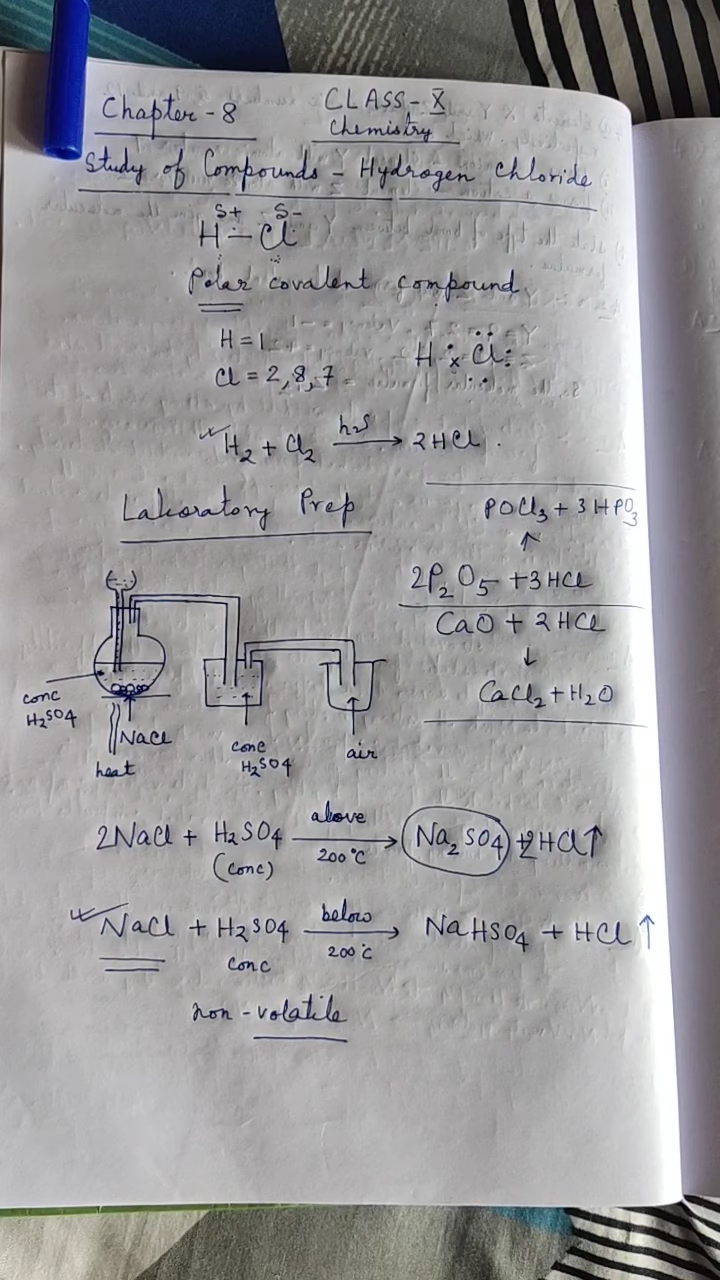 Chapter - 8
CLASS - X
Chemistry
Study of Compounds - Hydrogen Chloride
δ+ δ-
H - Cl
Polar covalent compound
H = 1
Cl = 2, 8, 7
H Cl
H₂ + Cl₂ → 2HCl
Laboratory Prep
POCl₃ + 3HPO₃
↑
2P₂O₅ + 3HCl
CaO + 2HCl
↓
CaCl₂ + H₂O
conc
H₂SO₄
NaCl
heat
conc
H₂SO₄
air
above
2NaCl + H₂SO₄ → Na₂SO₄ + 2HCl↑
(conc) 200°C
below
NaCl + H₂SO₄ → NaHSO₄ + HCl↑
conc 200°C
non-volatile